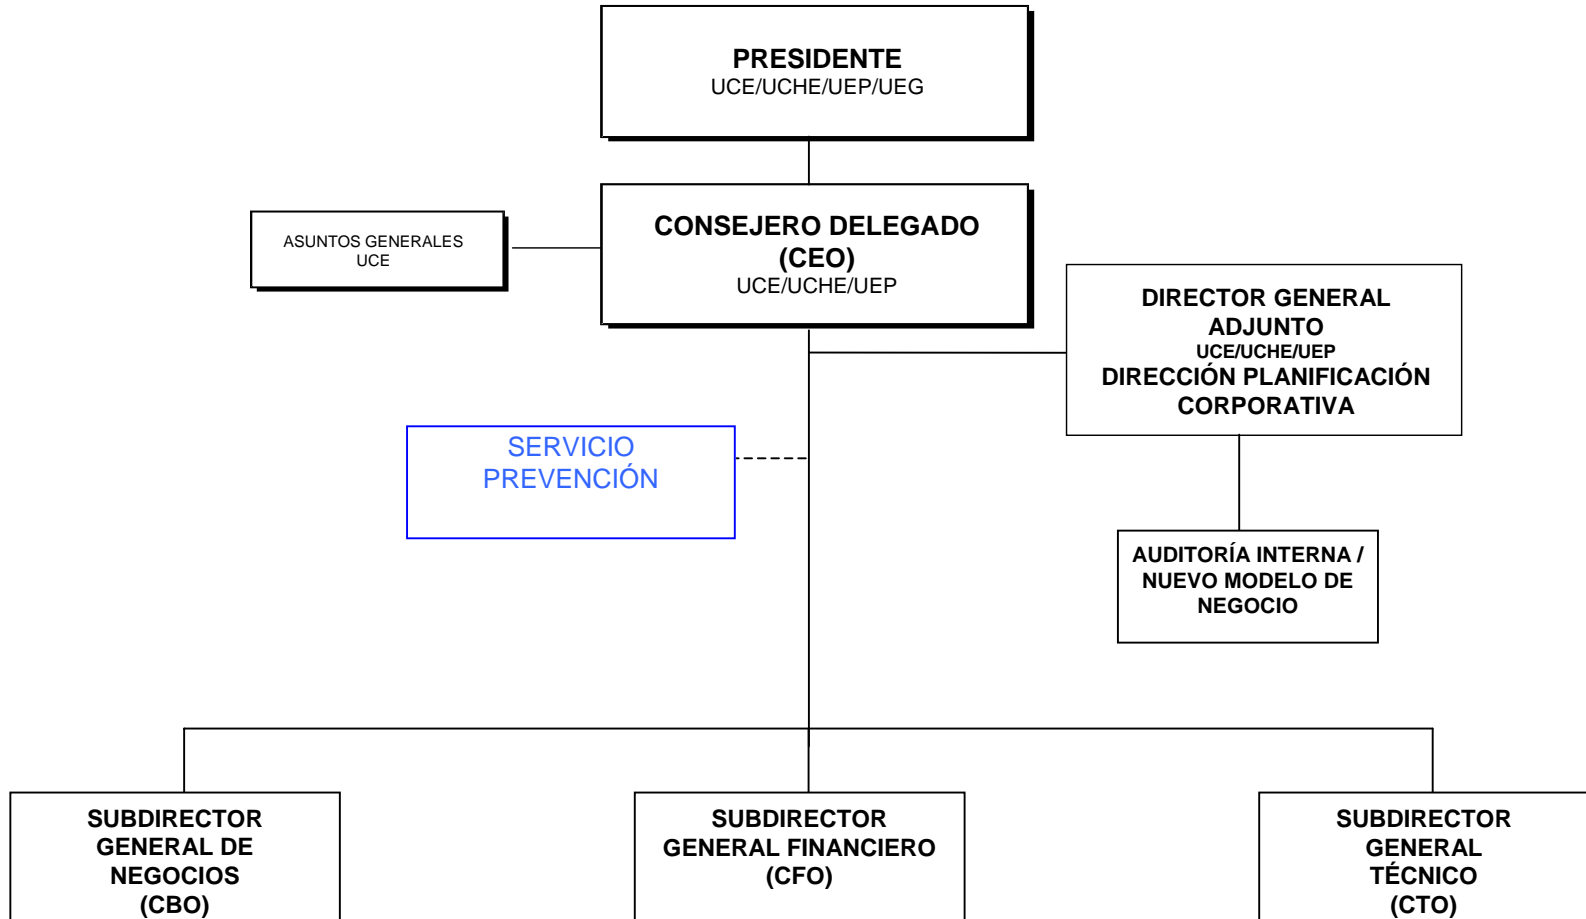 PRESIDENTE
UCE/UCHE/UEP/UEG
ASUNTOS GENERALES
UCE
CONSEJERO DELEGADO
(CEO)
UCE/UCHE/UEP
DIRECTOR GENERAL
ADJUNTO
UCE/UCHE/UEP
DIRECCIÓN PLANIFICACIÓN
CORPORATIVA
SERVICIO
PREVENCIÓN
AUDITORÍA INTERNA /
NUEVO MODELO DE
NEGOCIO
SUBDIRECTOR
GENERAL DE
NEGOCIOS
(CBO)
SUBDIRECTOR
GENERAL FINANCIERO
(CFO)
SUBDIRECTOR
GENERAL
TÉCNICO
(CTO)